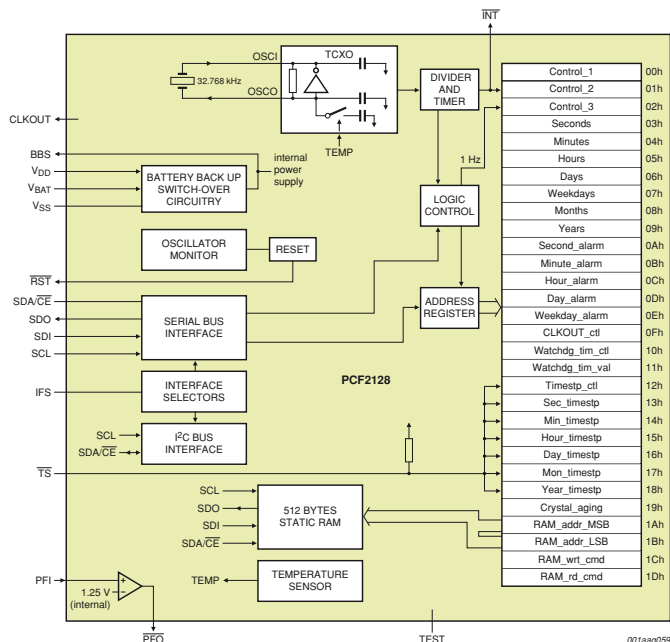 INT
TCXO
OSCI
32.768 kHz
OSCO
TEMP
DIVIDER
AND
TIMER
CLKOUT
BBS
VDD
VBAT
VSS
BATTERY BACK UP
SWITCH-OVER
CIRCUITRY
internal
power
supply
1 Hz
LOGIC
CONTROL
OSCILLATOR
MONITOR
RESET
RST
SDA/CE
SDO
SDI
SCL
SERIAL BUS
INTERFACE
ADDRESS
REGISTER
IFS
INTERFACE
SELECTORS
PCF2128
SCL
SDA/CE
I2C BUS
INTERFACE
TS
SCL
SDO
SDI
SDA/CE
512 BYTES
STATIC RAM
PFI
1.25 V
(internal)
+
−
PFO
TEMP
TEMPERATURE
SENSOR
TEST
Control_1 00h
Control_2 01h
Control_3 02h
Seconds 03h
Minutes 04h
Hours 05h
Days 06h
Weekdays 07h
Months 08h
Years 09h
Second_alarm 0Ah
Minute_alarm 0Bh
Hour_alarm 0Ch
Day_alarm 0Dh
Weekday_alarm 0Eh
CLKOUT_ctl 0Fh
Watchdg_tim_ctl 10h
Watchdg_tim_val 11h
Timestp_ctl 12h
Sec_timestp 13h
Min_timestp 14h
Hour_timestp 15h
Day_timestp 16h
Mon_timestp 17h
Year_timestp 18h
Crystal_aging 19h
RAM_addr_MSB 1Ah
RAM_addr_LSB 1Bh
RAM_wrt_cmd 1Ch
RAM_rd_cmd 1Dh
001aag059